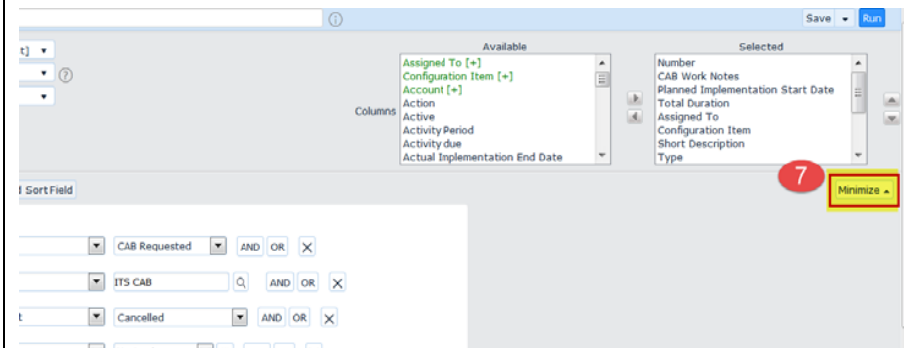 Save Run
t]
Available Selected
Assigned To [+]
Configuration Item [+]
Account [+]
Action
Active
Activity Period
Activity due
Actual Inplementation End Date
Columns
Number
CAB Work Notes
Planned Implementation Start Date
Total Duration
Assigned To
Configuration Item
Short Description
Type
7
d Sort Field Minimize
CAB Requested AND OR X
ITS CAB AND OR X
t Cancelled AND OR X